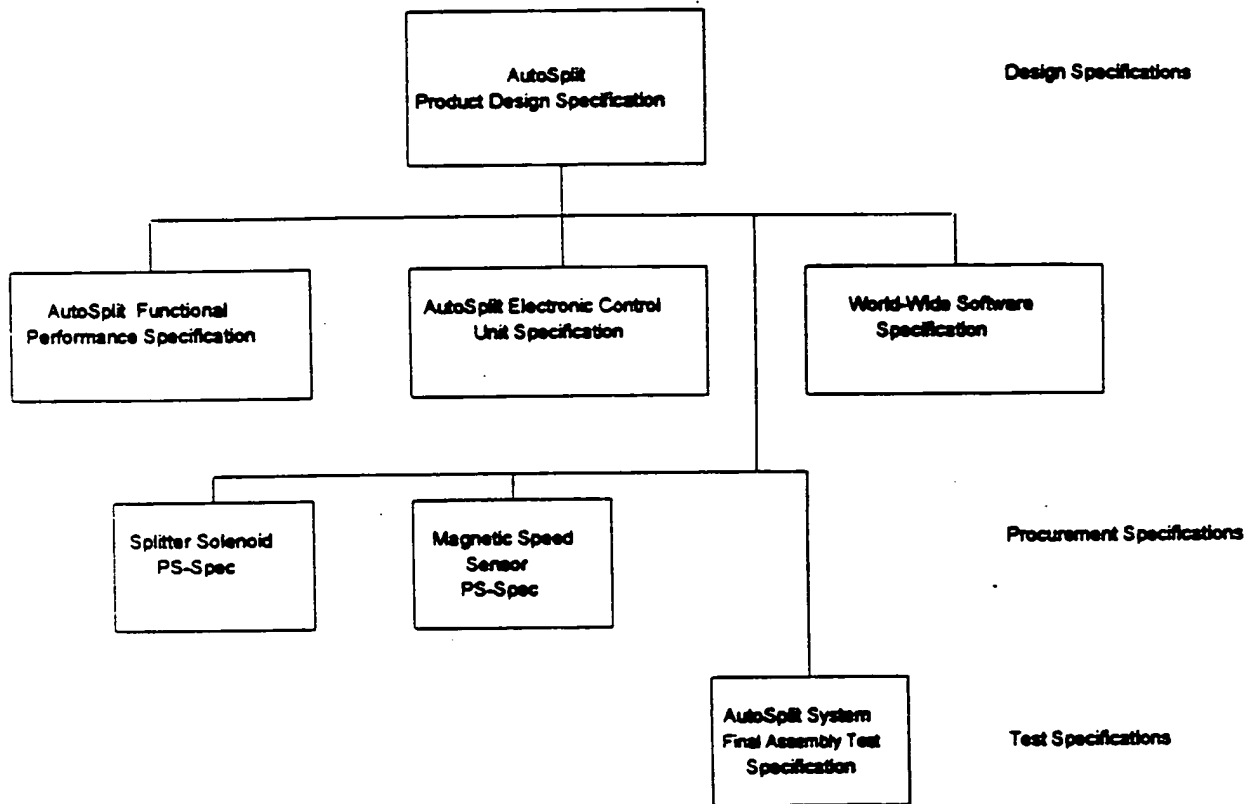 AutoSplit
Product Design Specification
Design Specifications
AutoSplit Functional
Performance Specification
AutoSplit Electronic Control
Unit Specification
World-Wide Software
Specification
Splitter Solenoid
PS-Spec
Magnetic Speed
Sensor
PS-Spec
Procurement Specifications
AutoSplit System
Final Assembly Test
Specification
Test Specifications